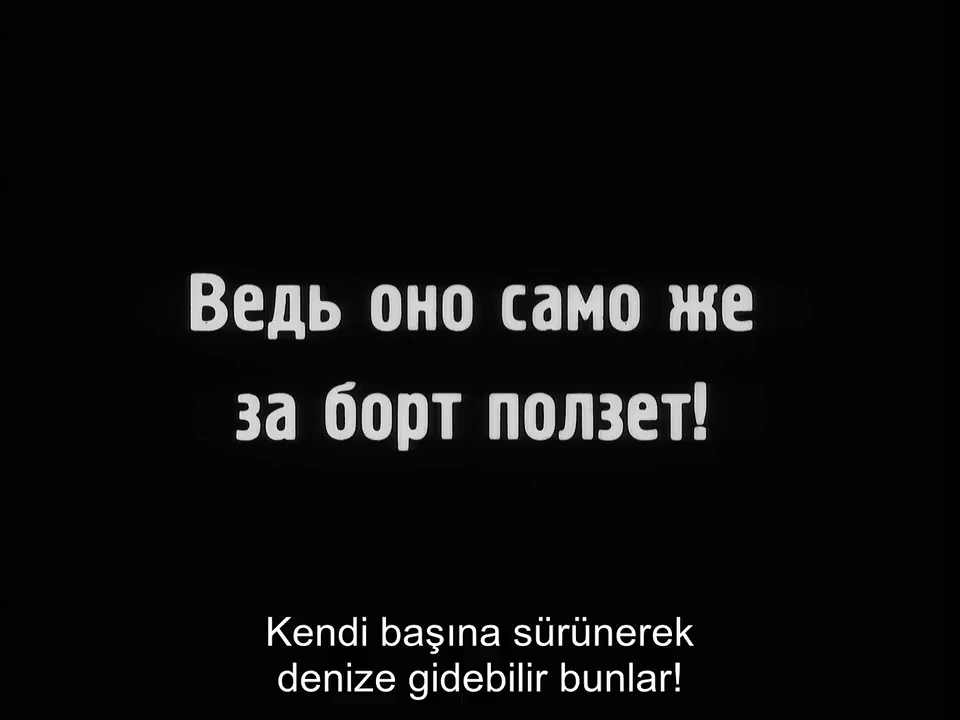 Ведь оно само же
за борт ползет!
Kendi başına sürünerek
denize gidebilir bunlar!